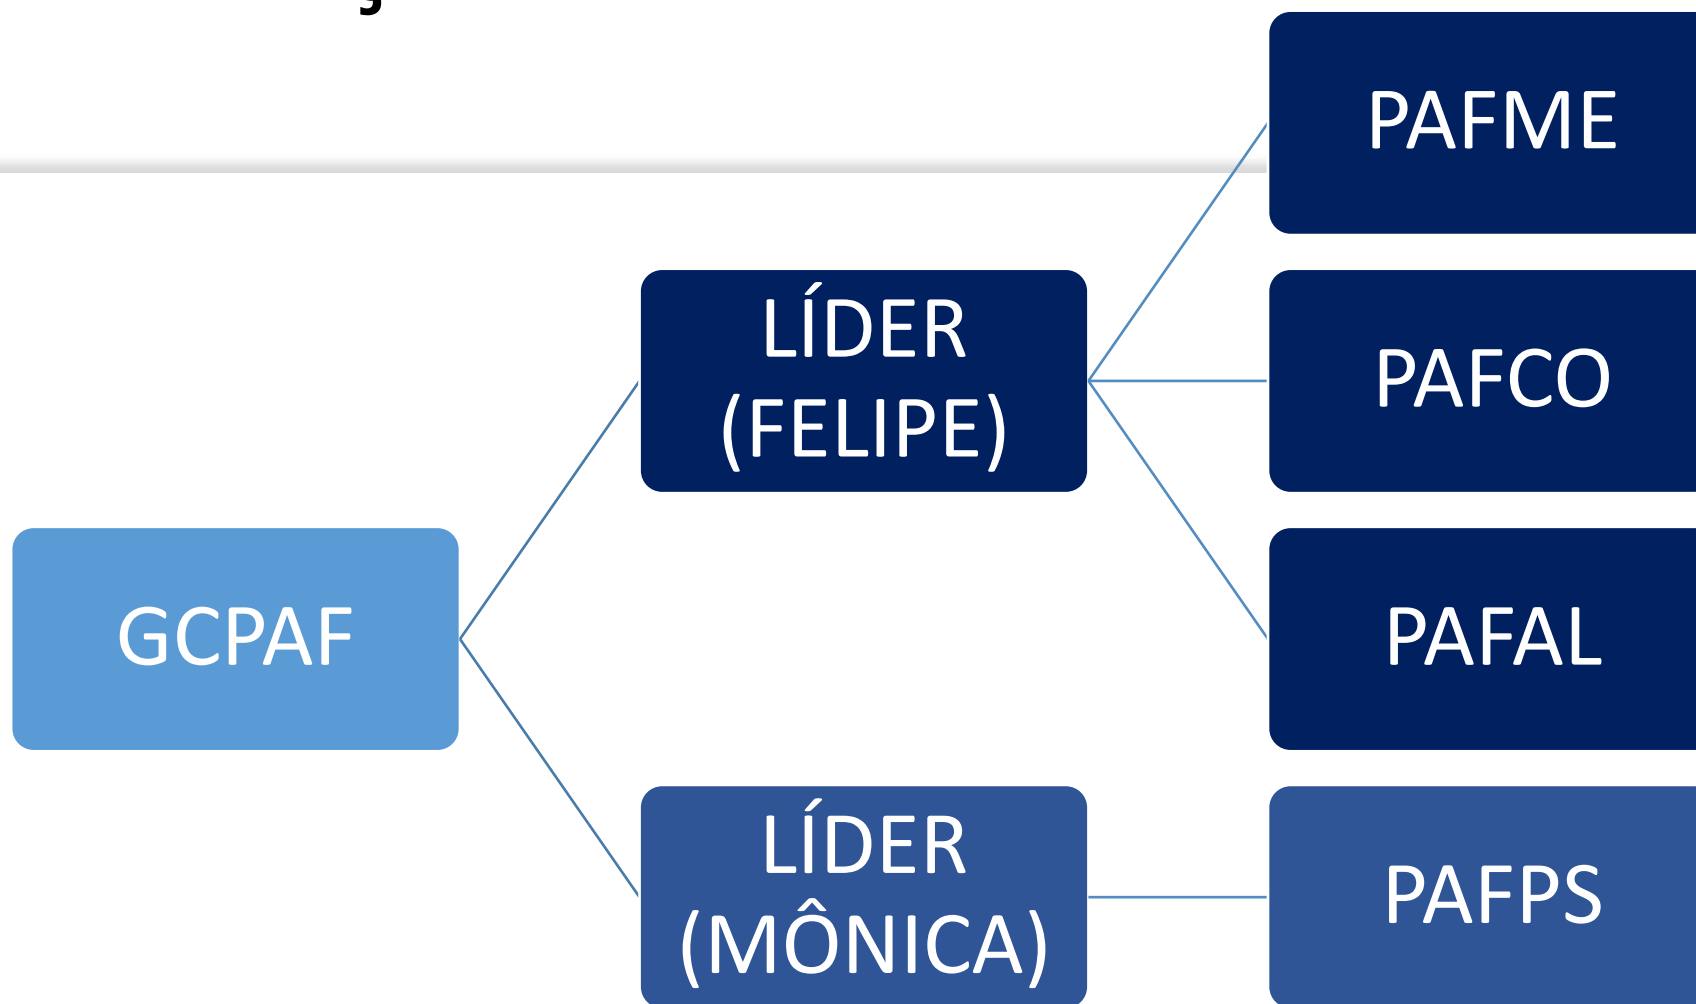 PAFME
LÍDER
(FELIPE)
PAFCO
GCPAF
PAFAL
LÍDER
(MÔNICA)
PAFPS